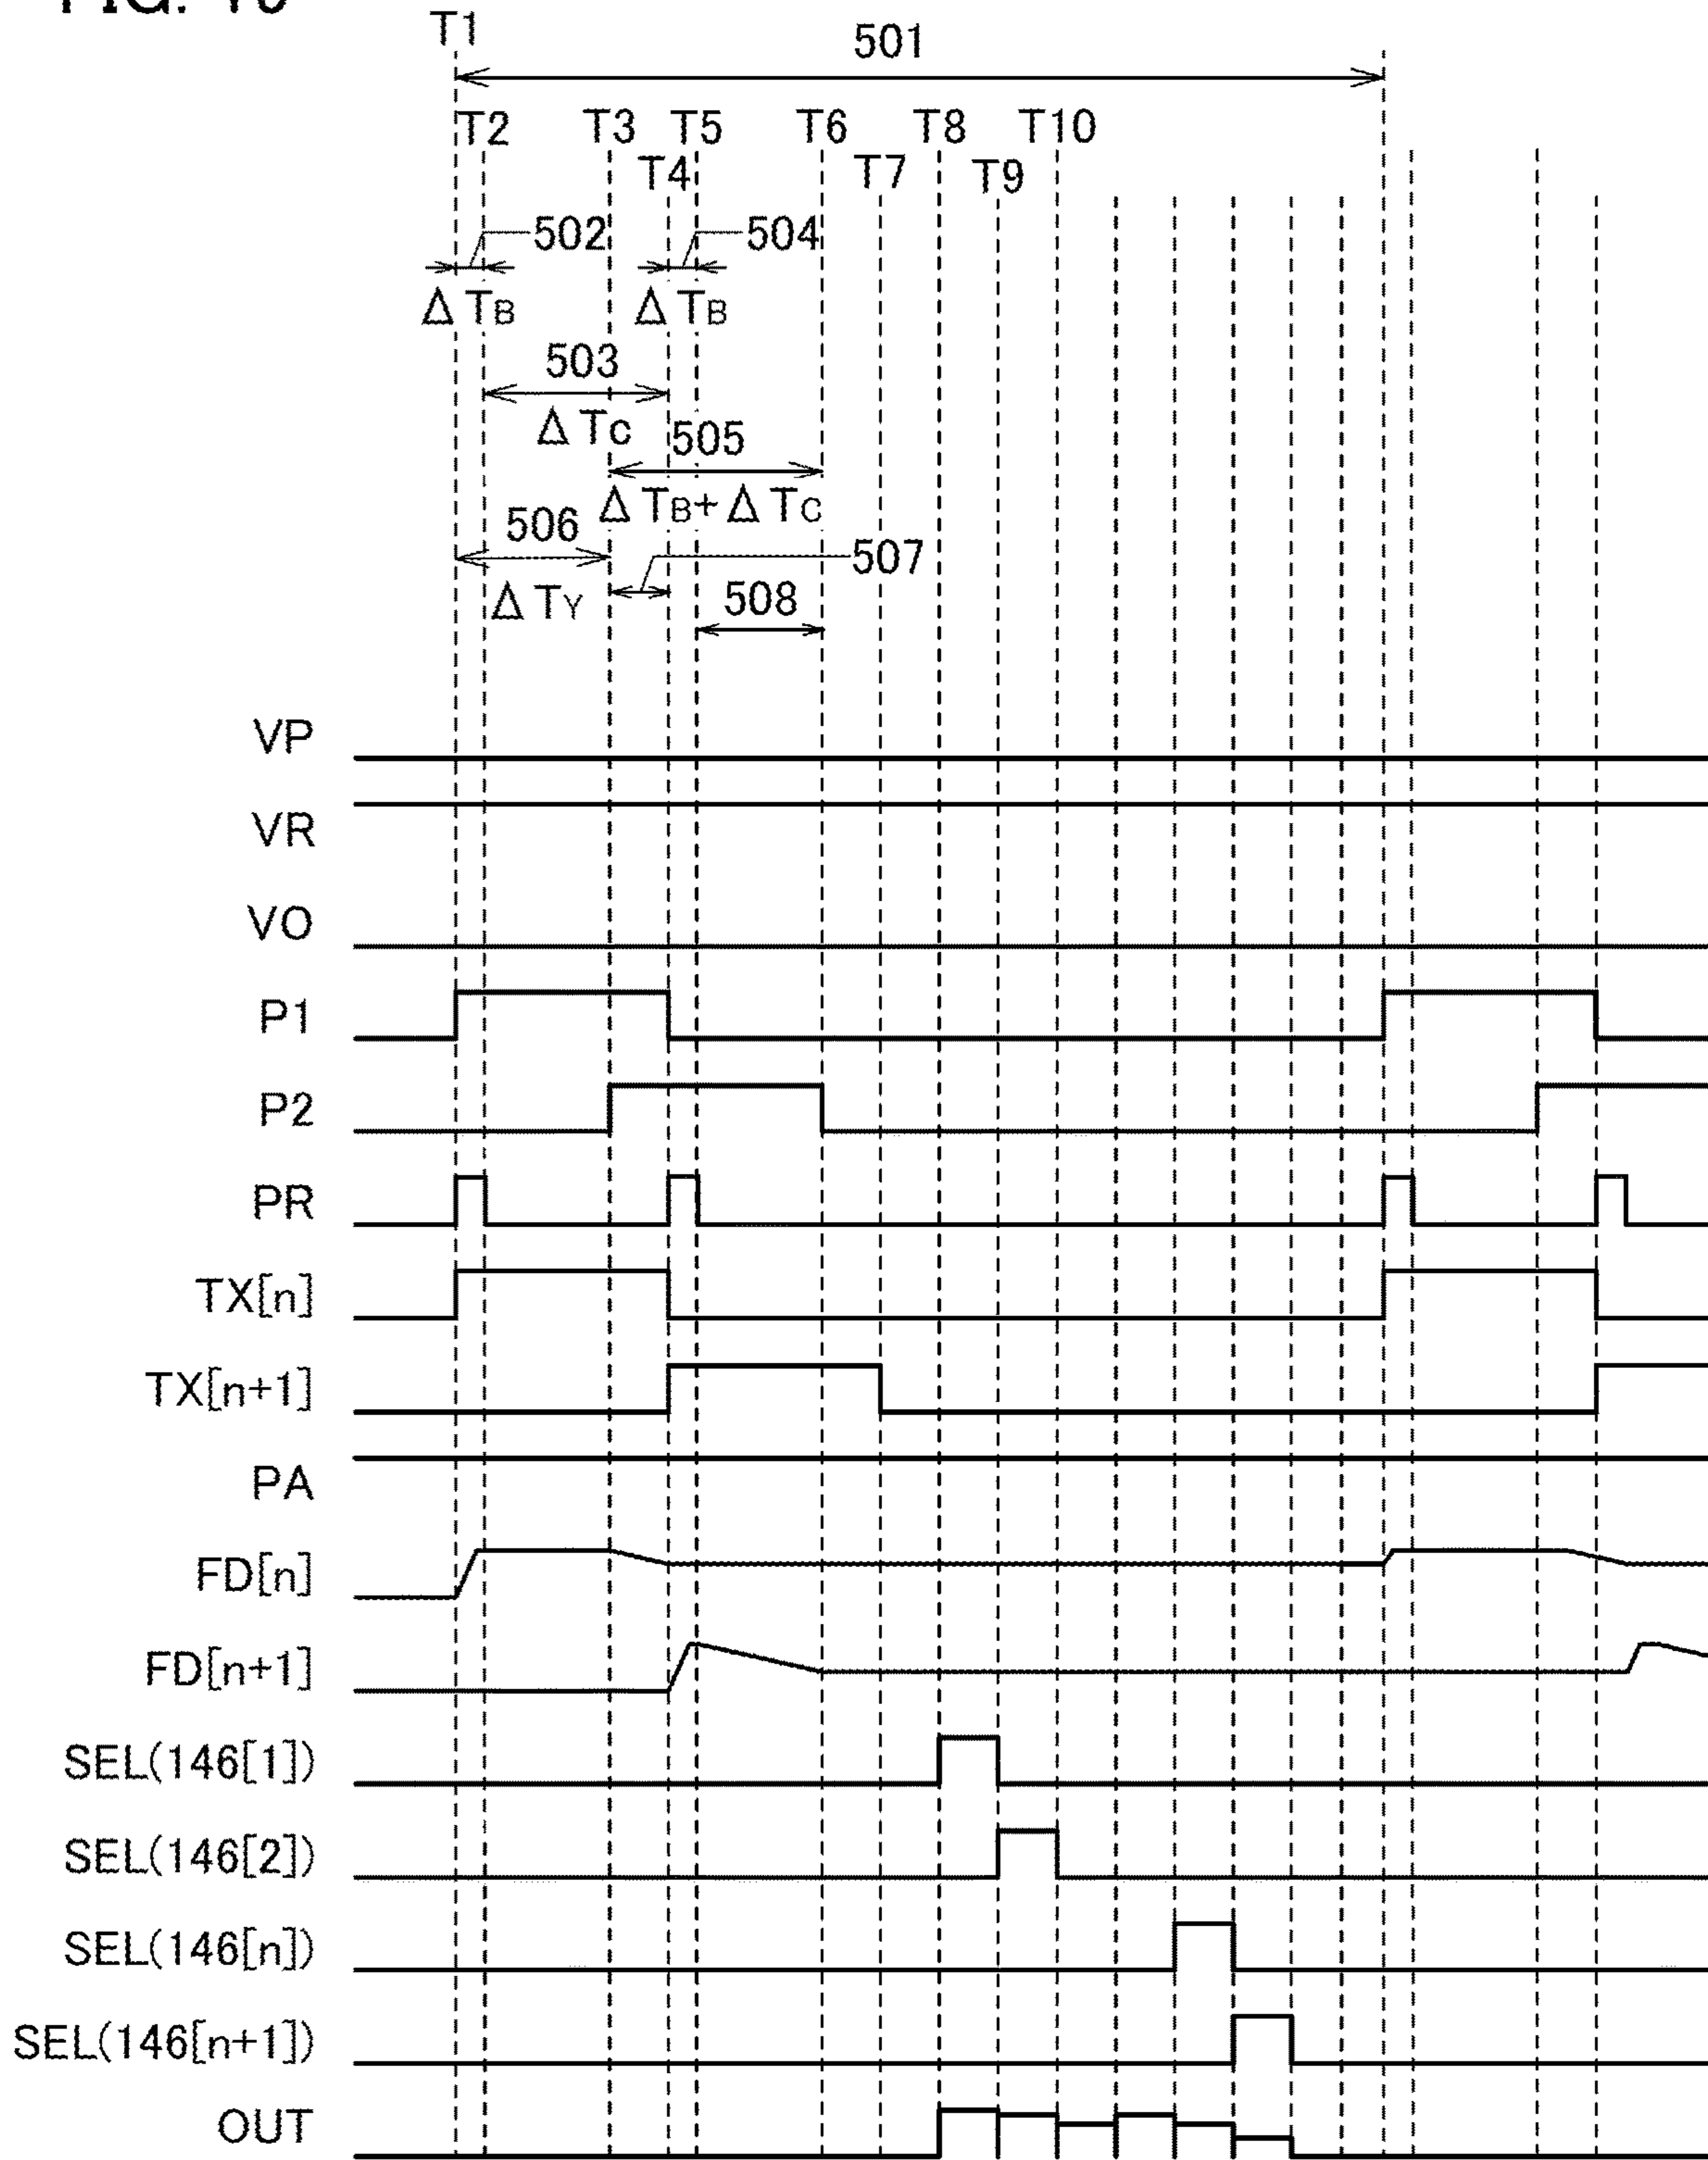 T1
501
T2 T3 T5 T6 T8 T10
T4 T7 T9
502 504
ΔTB ΔTB
503
ΔTC
505
ΔTB+ΔTC
506
507
ΔTY
508
VP
VR
VO
P1
P2
PR
TX[n]
TX[n+1]
PA
FD[n]
FD[n+1]
SEL(146[1])
SEL(146[2])
SEL(146[n])
SEL(146[n+1])
OUT